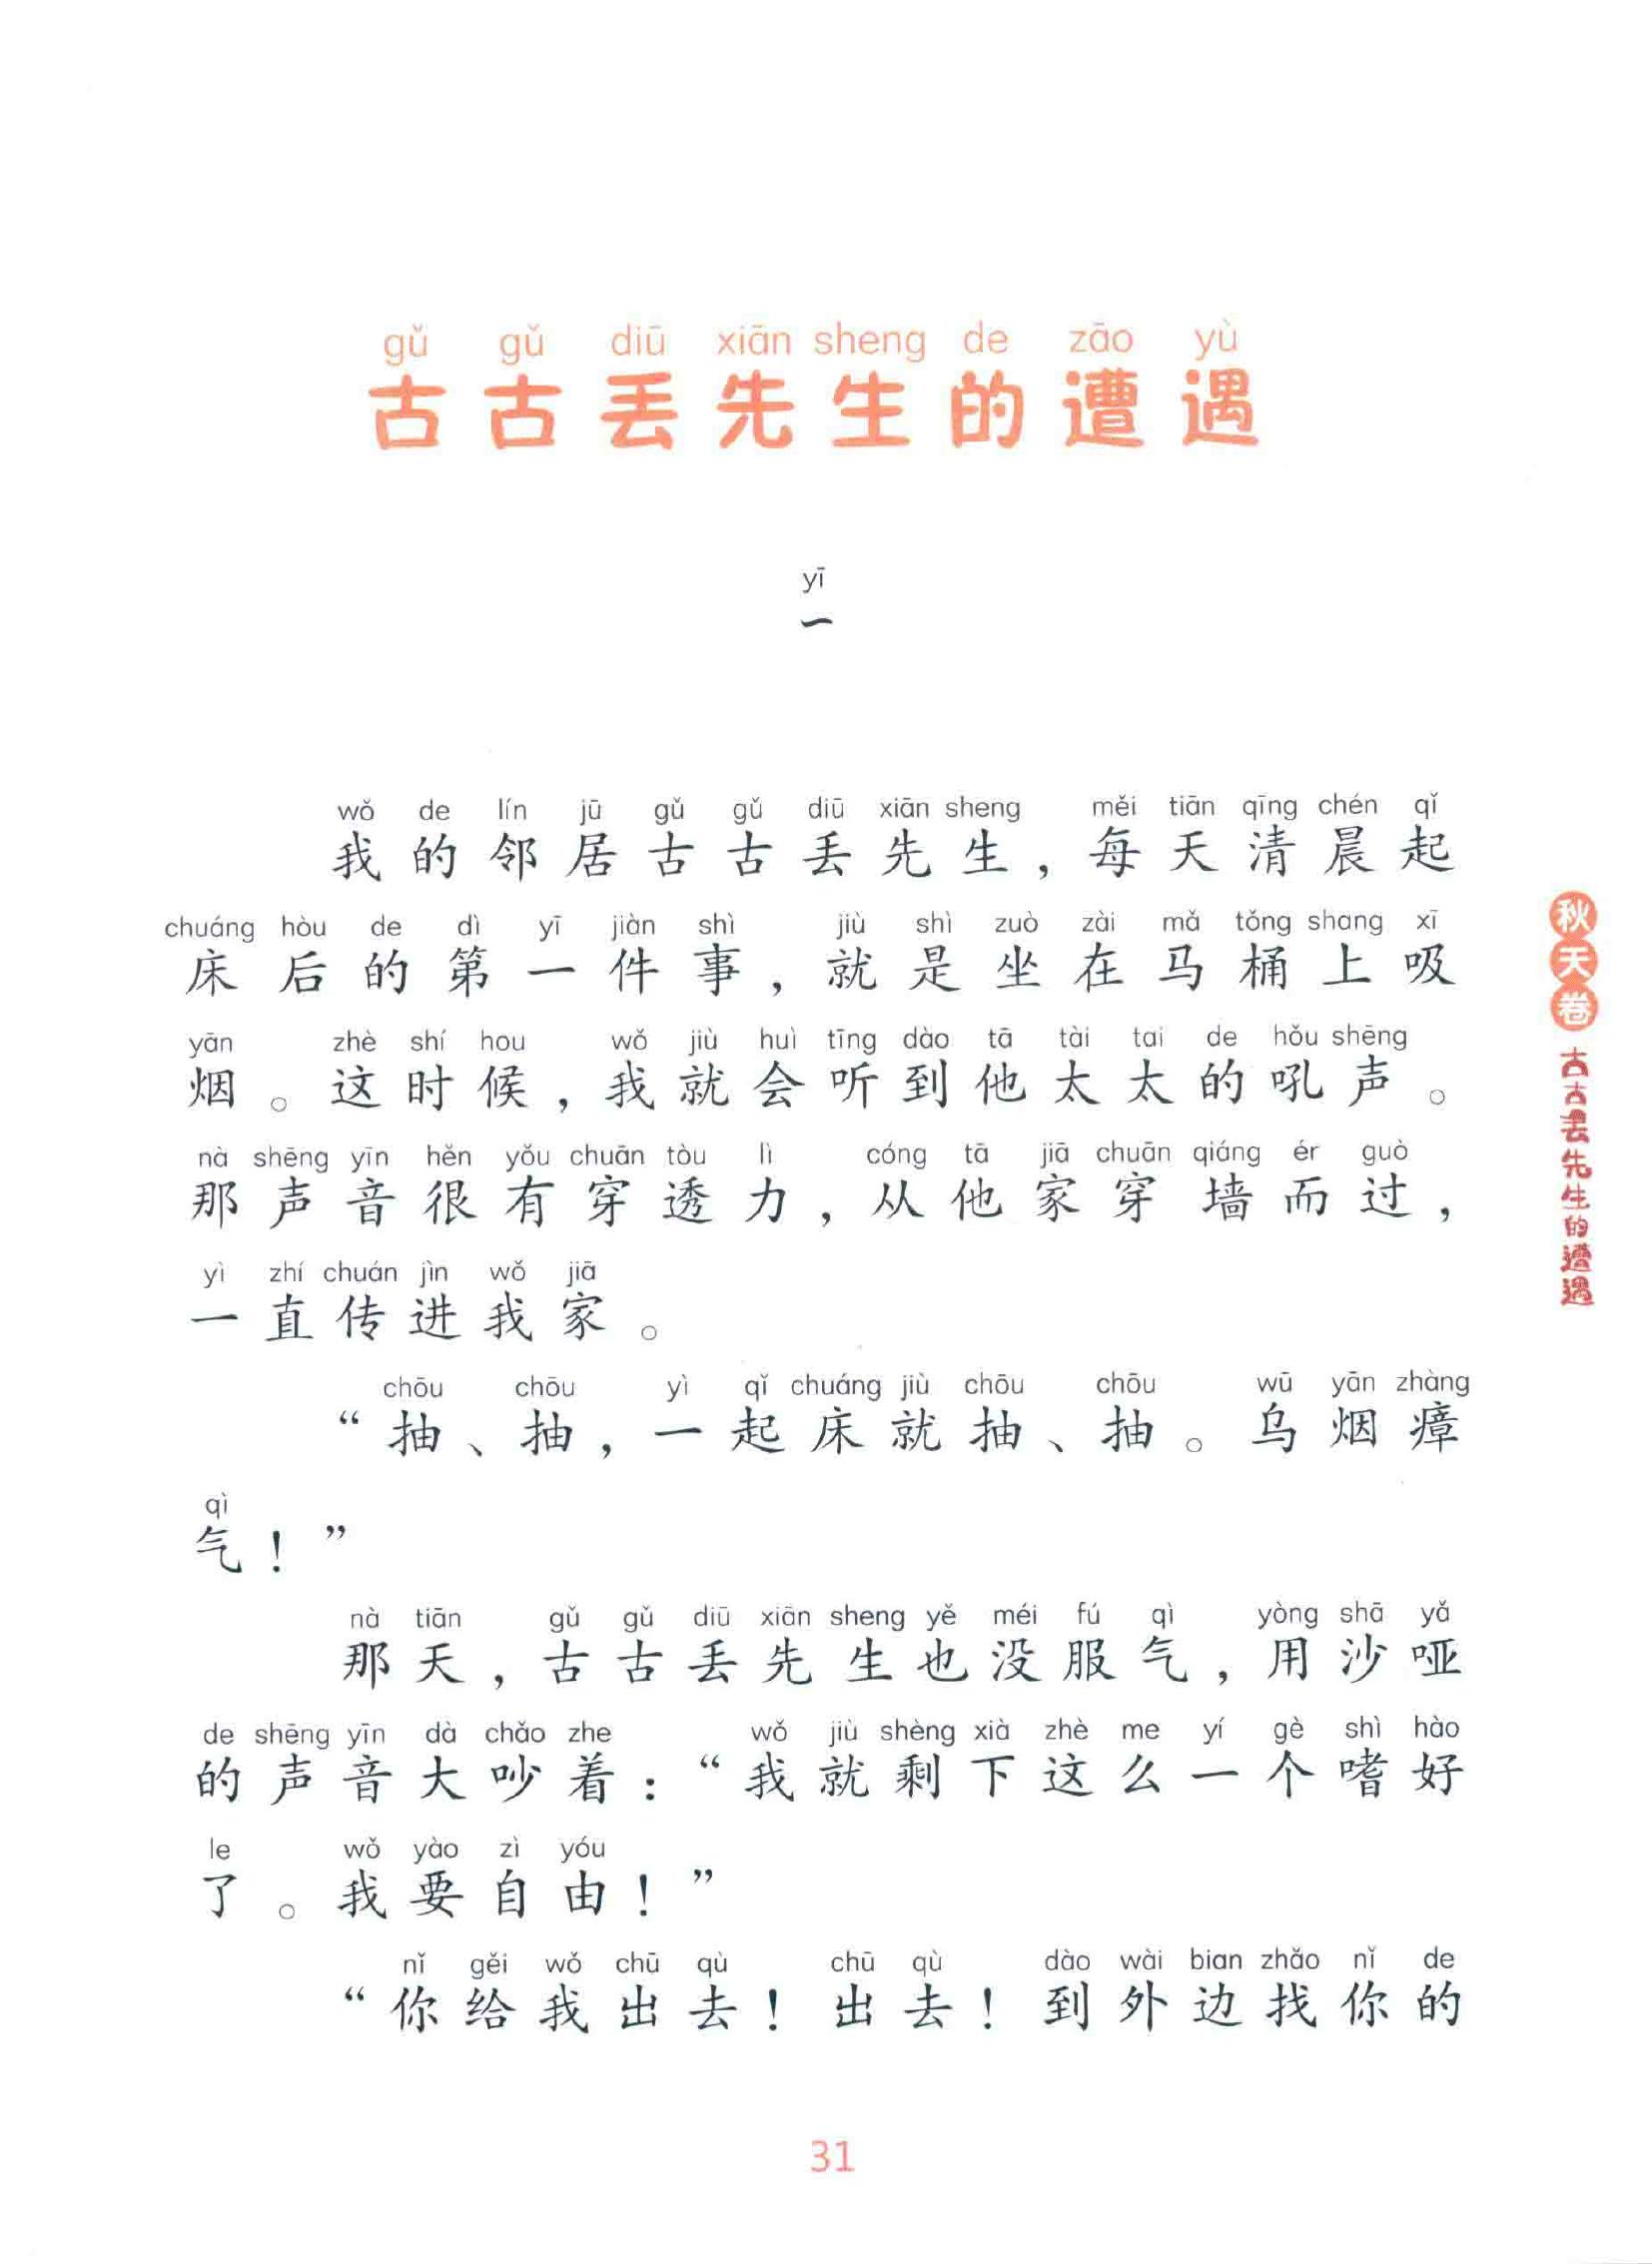 gǔ gǔ diū xiān sheng de zāo yù
古古丢先生的遭遇
yī
一
wǒ de lín jū gǔ gǔ diū xiān sheng měi tiān qīng chén qǐ
我的邻居古古丢先生，每天清晨起
chuáng hòu de dì yī jiàn shì jiù shì zuò zài mǎ tǒng shang xī
床后的第一件事，就是坐在马桶上吸
yān zhè shí hou wǒ jiù huì tīng dào tā tài tai de hǒu shēng
烟。这时候，我就会听到他太太的吼声。
nà shēng yīn hěn yǒu chuān tòu lì cóng tā jiā chuān qiáng ér guò
那声音很有穿透力，从他家穿墙而过，
yì zhí chuán jìn wǒ jiā
一直传进我家。
chōu chōu yì qǐ chuáng jiù chōu chōu wū yān zhàng
“抽、抽，一起床就抽、抽。乌烟瘴
qì
气！”
nà tiān gǔ gǔ diū xiān sheng yě méi fú qì yòng shā yǎ
那天，古古丢先生也没服气，用沙哑
de shēng yīn dà chǎo zhe wǒ jiù shèng xià zhè me yí gè shì hào
的声音大吵着：“我就剩下这么一个嗜好
le wǒ yào zì yóu
了。我要自由！”
nǐ gěi wǒ chū qù chū qù dào wài bian zhǎo nǐ de
“你给我出去！出去！到外边找你的
31
秋天卷 古古丢先生的遭遇